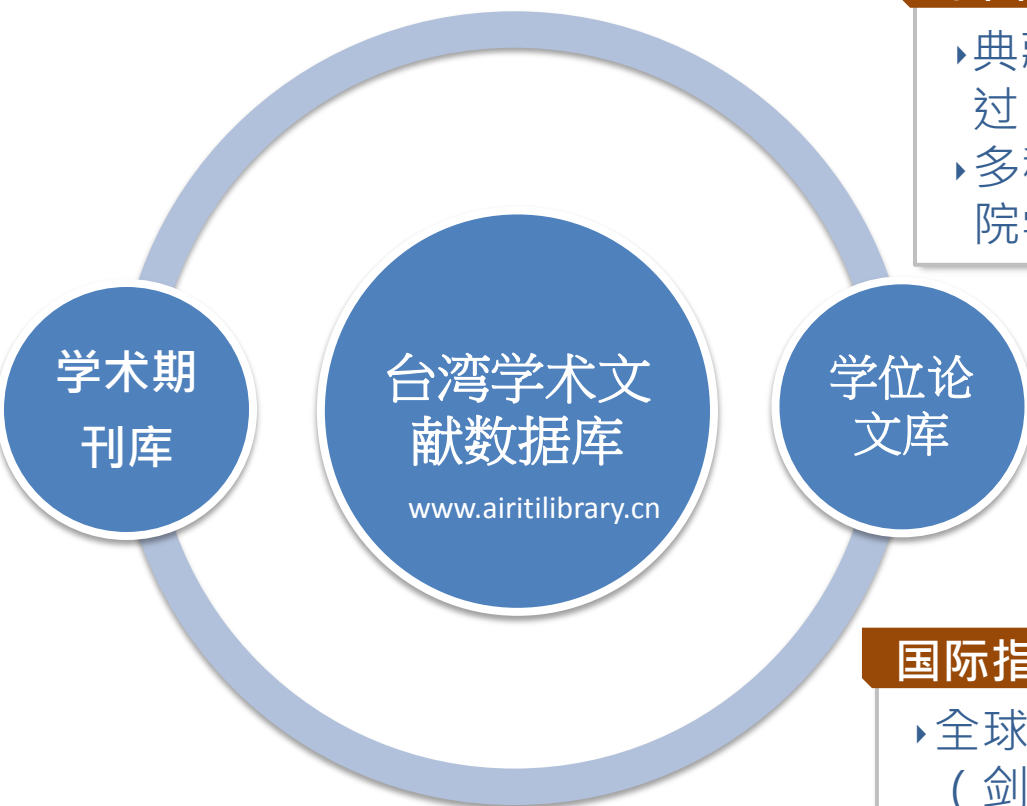 典
过
多
院
学术期
刊库
台湾学术文
献数据库
www.airitilibrary.cn
学位论
文库
国际指
全球
（剑